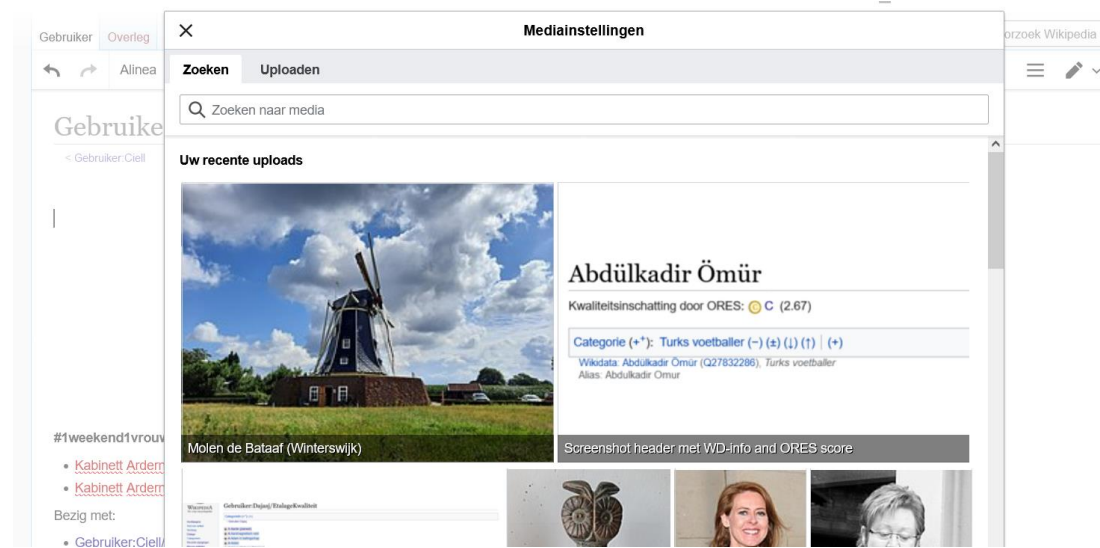 Mediainstellingen
Gebruiker Overleg
orzoek Wikipedia
Alinea
Zoeken Uploaden
Zoeken naar media
Gebruike
< Gebruiker:Ciell
Uw recente uploads
Abdülkadir Ömür
Kwaliteitsinschatting door ORES: C C (2.67)
Categorie (+⁺): Turks voetballer (−) (±) (↓) (↑) | (+)
Wikidata: Abdülkadir Ömür (Q27832286), Turks voetballer
Alias: Abdulkadir Omur
#1weekend1vrouw
Molen de Bataaf (Winterswijk)
Screenshot header met WD-info and ORES score
• Kabinett Ardern
• Kabinett Ardern
Bezig met:
• Gebruiker:Ciell/
WIKIPEDIA
Gebruiker:Dajasj/EtalageKwaliteit